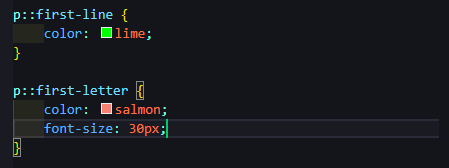 p::first-line {
    color: lime;
}

p::first-letter {
    color: salmon;
    font-size: 30px;
}